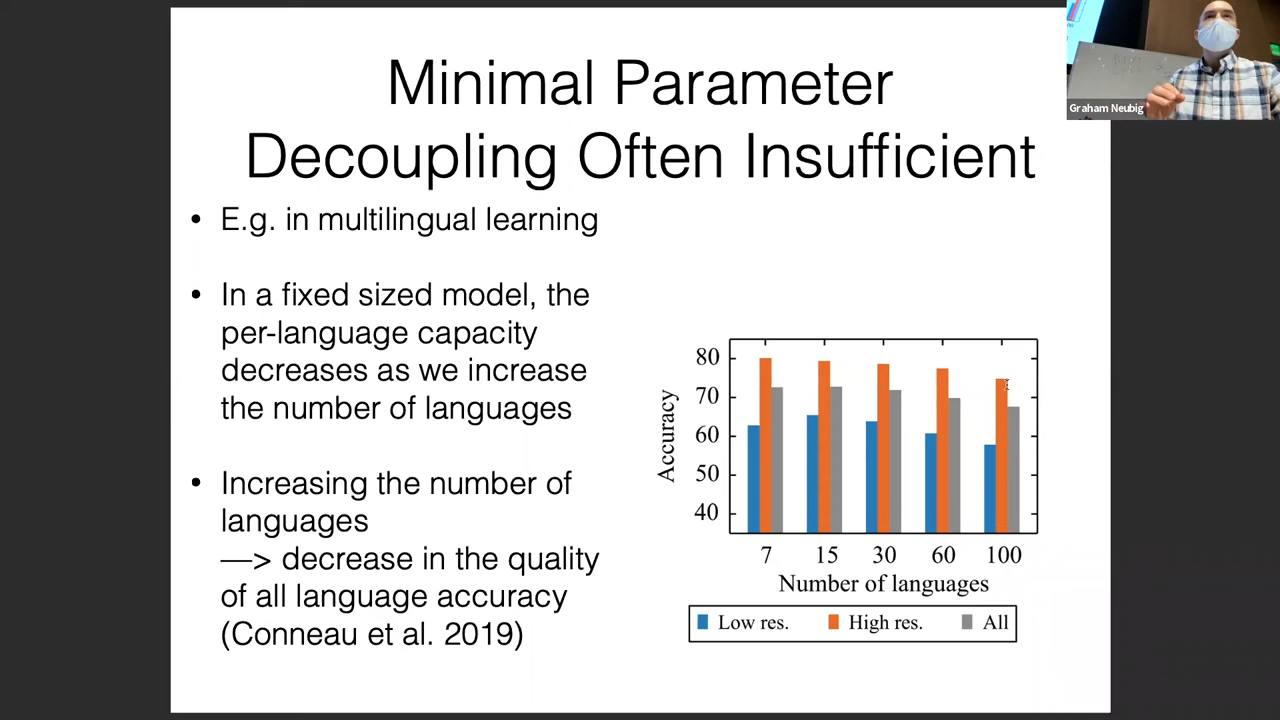 Minimal Parameter
Decoupling Often Insufficient
Graham Neubig
• E.g. in multilingual learning
• In a fixed sized model, the
per-language capacity
decreases as we increase
the number of languages
• Increasing the number of
languages
—> decrease in the quality
of all language accuracy
(Conneau et al. 2019)
Accuracy
80
70
60
50
40
7 15 30 60 100
Number of languages
Low res. High res. All